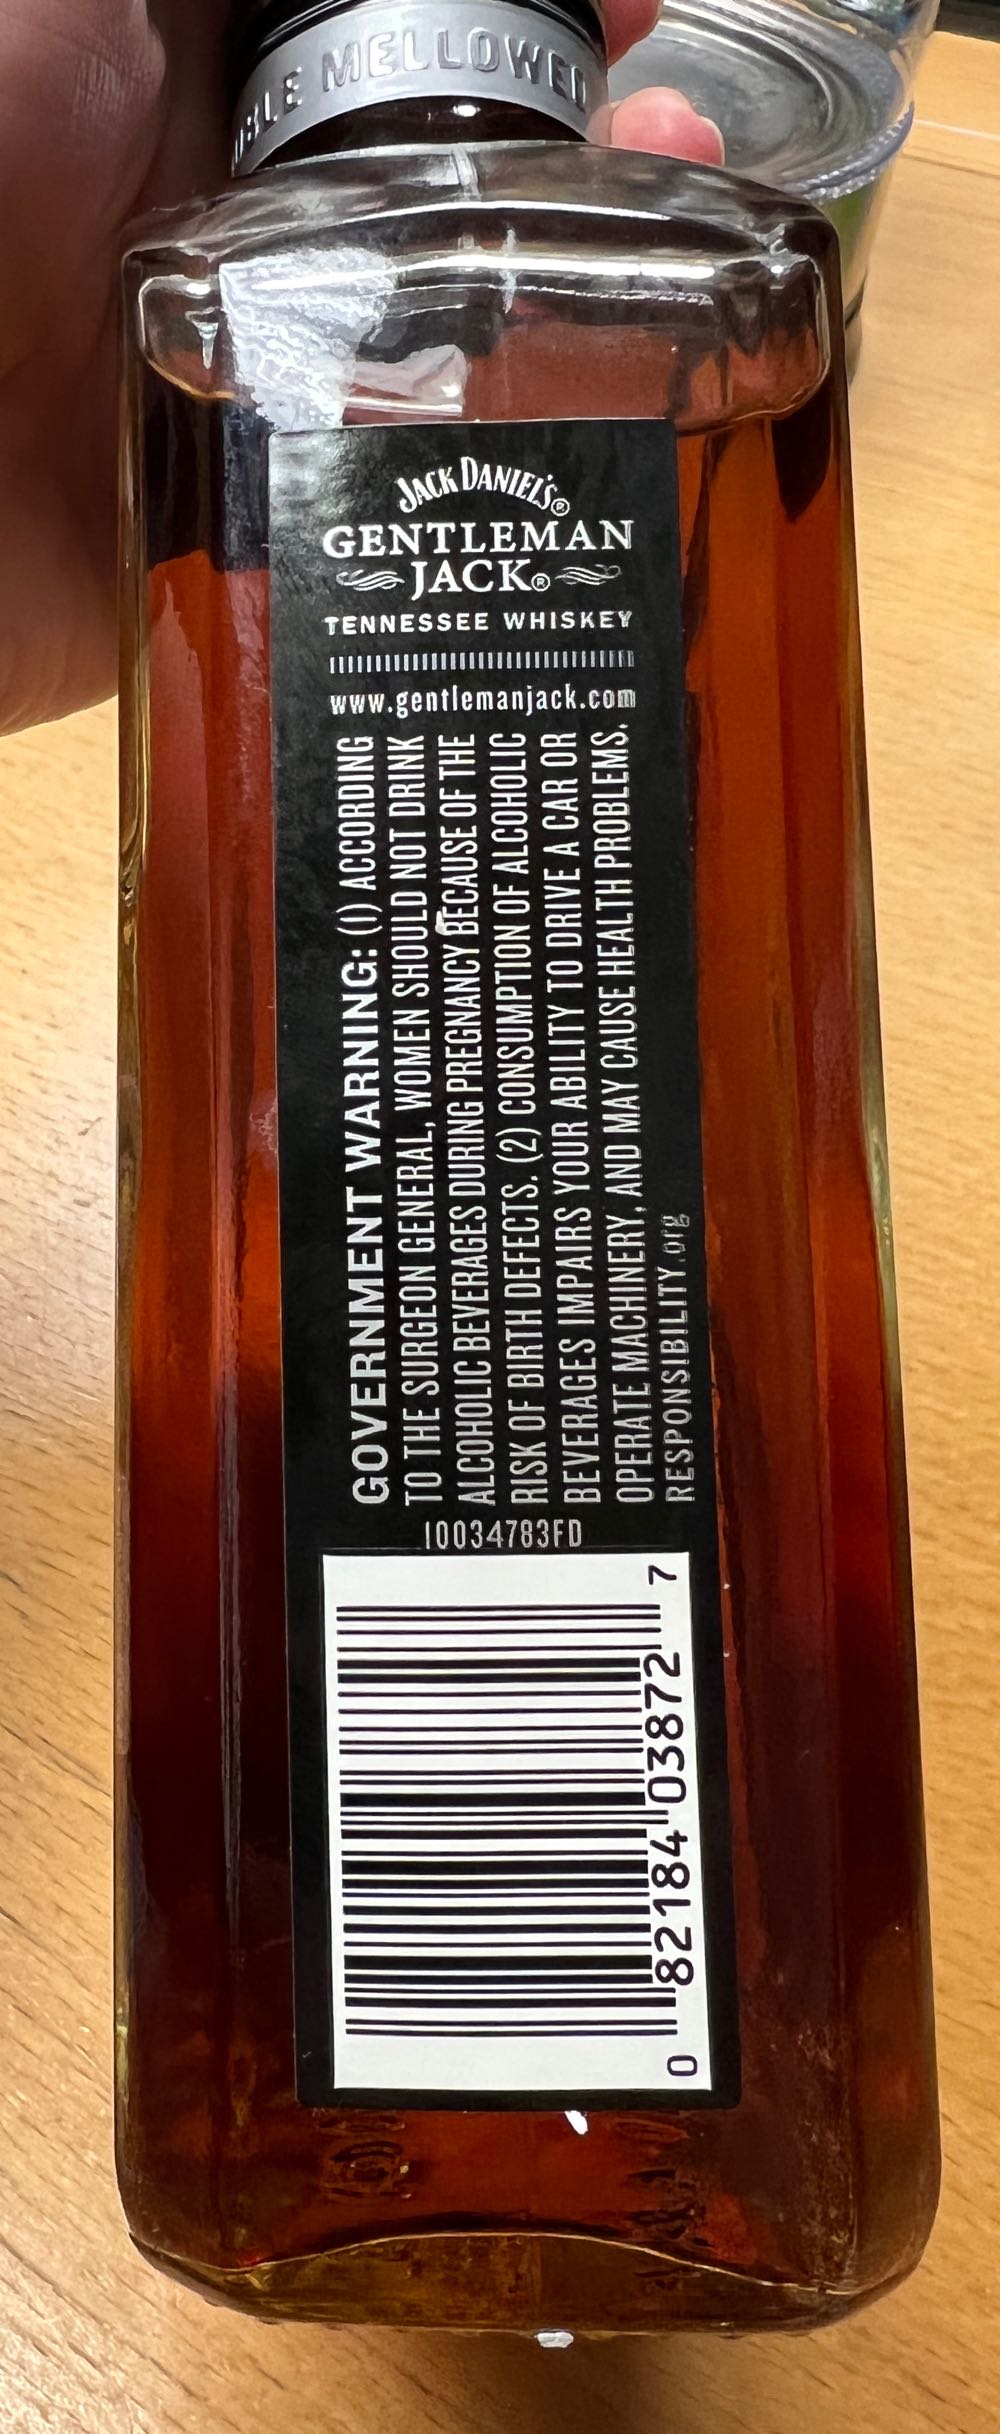 MELLOWED
JACK DANIEL'S®
GENTLEMAN
JACK®
TENNESSEE WHISKEY
www.gentlemanjack.com
GOVERNMENT WARNING: (1) ACCORDING
TO THE SURGEON GENERAL, WOMEN SHOULD NOT DRINK
ALCOHOLIC BEVERAGES DURING PREGNANCY BECAUSE OF THE
RISK OF BIRTH DEFECTS. (2) CONSUMPTION OF ALCOHOLIC
BEVERAGES IMPAIRS YOUR ABILITY TO DRIVE A CAR OR
OPERATE MACHINERY, AND MAY CAUSE HEALTH PROBLEMS.
RESPONSIBILITY.org
10034783FD
0 82184 03872 7